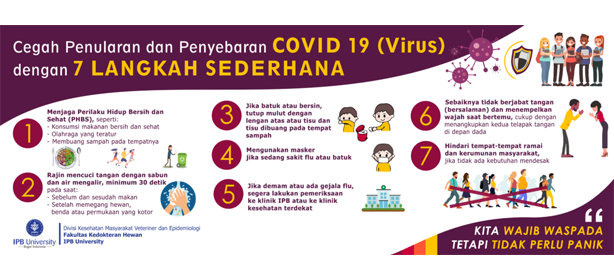 Cegah Penularan dan Penyebaran COVID 19 (Virus)
dengan 7 LANGKAH SEDERHANA
1
Menjaga Perilaku Hidup Bersih dan
Sehat (PHBS), seperti:
- Konsumsi makanan bersih dan sehat
- Olahraga yang teratur
- Membuang sampah pada tempatnya
2
Rajin mencuci tangan dengan sabun
dan air mengalir, minimum 30 detik
pada saat:
- Sebelum dan sesudah makan
- Setelah memegang hewan,
benda atau permukaan yang kotor
3
Jika batuk atau bersin,
tutup mulut dengan
lengan atas atau tisu dan
tisu dibuang pada tempat
sampah
4
Mengunakan masker
jika sedang sakit flu atau batuk
5
Jika demam atau ada gejala flu,
segera lakukan pemeriksaan
ke klinik IPB atau ke klinik
kesehatan terdekat
6
Sebaiknya tidak berjabat tangan
(bersalaman) dan menempelkan
wajah saat bertemu, cukup dengan
menangkupkan kedua telapak tangan
di depan dada
7
Hindari tempat-tempat ramai
dan kerumunan masyarakat,
jika tidak ada kebutuhan mendesak
IPB University
Bogor Indonesia
Divisi Kesehatan Masyarakat Veteriner dan Epidemiologi
Fakultas Kedokteran Hewan
IPB University
KITA WAJIB WASPADA
TETAPI TIDAK PERLU PANIK